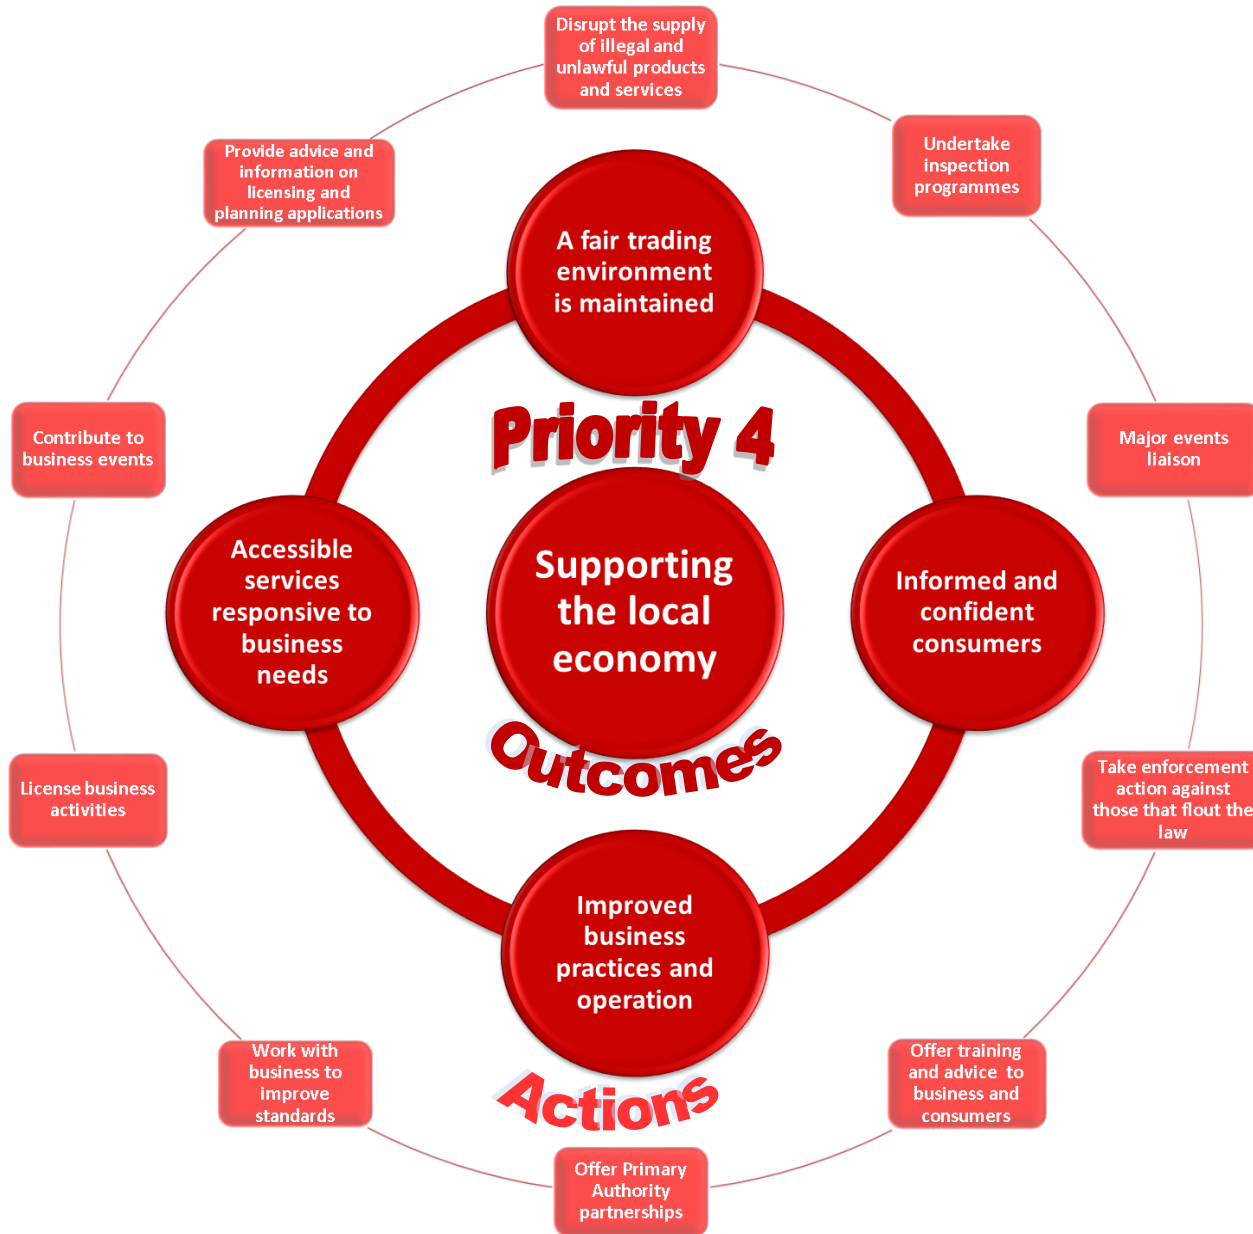 Disrupt the supply
of illegal and
unlawful products
and services
Undertake
inspection
programmes
Major events
liaison
Take enforcement
action against
those that flout the
law
Offer training
and advice to
business and
consumers
Offer Primary
Authority
partnerships
Work with
business to
improve
standards
License business
activities
Contribute to
business events
Provide advice and
information on
licensing and
planning applications
A fair trading
environment
is maintained
Priority 4
Supporting
the local
economy
Outcomes
Informed and
confident
consumers
Improved
business
practices and
operation
Accessible
services
responsive to
business
needs
Actions